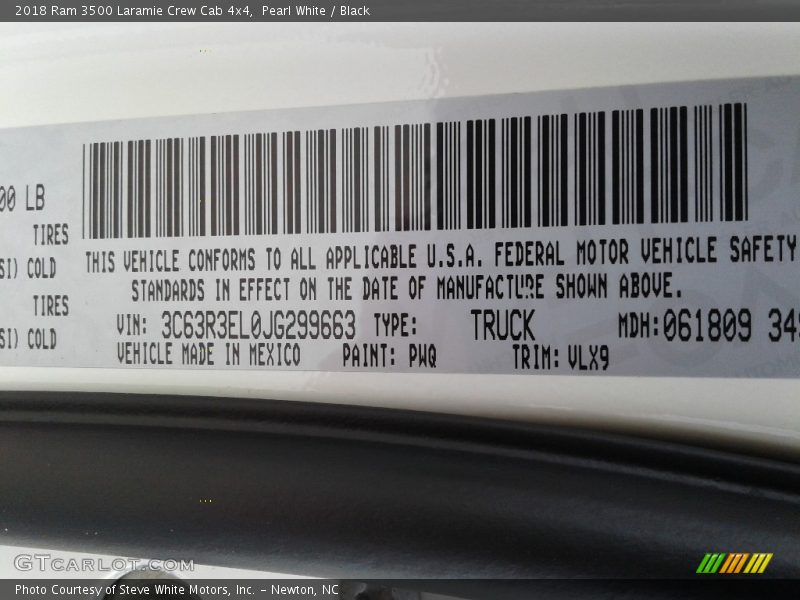 2018 Ram 3500 Laramie Crew Cab 4x4,  Pearl White / Black
00 LB
TIRES
SI) COLD
TIRES
SI) COLD
THIS VEHICLE CONFORMS TO ALL APPLICABLE U.S.A. FEDERAL MOTOR VEHICLE SAFETY
STANDARDS IN EFFECT ON THE DATE OF MANUFACTURE SHOWN ABOVE.
VIN: 3C63R3EL0JG299663 TYPE: TRUCK MDH:061809 349
VEHICLE MADE IN MEXICO PAINT: PWQ TRIM: VLX9
GTCARLOT.COM
Photo Courtesy of Steve White Motors, Inc. - Newton, NC